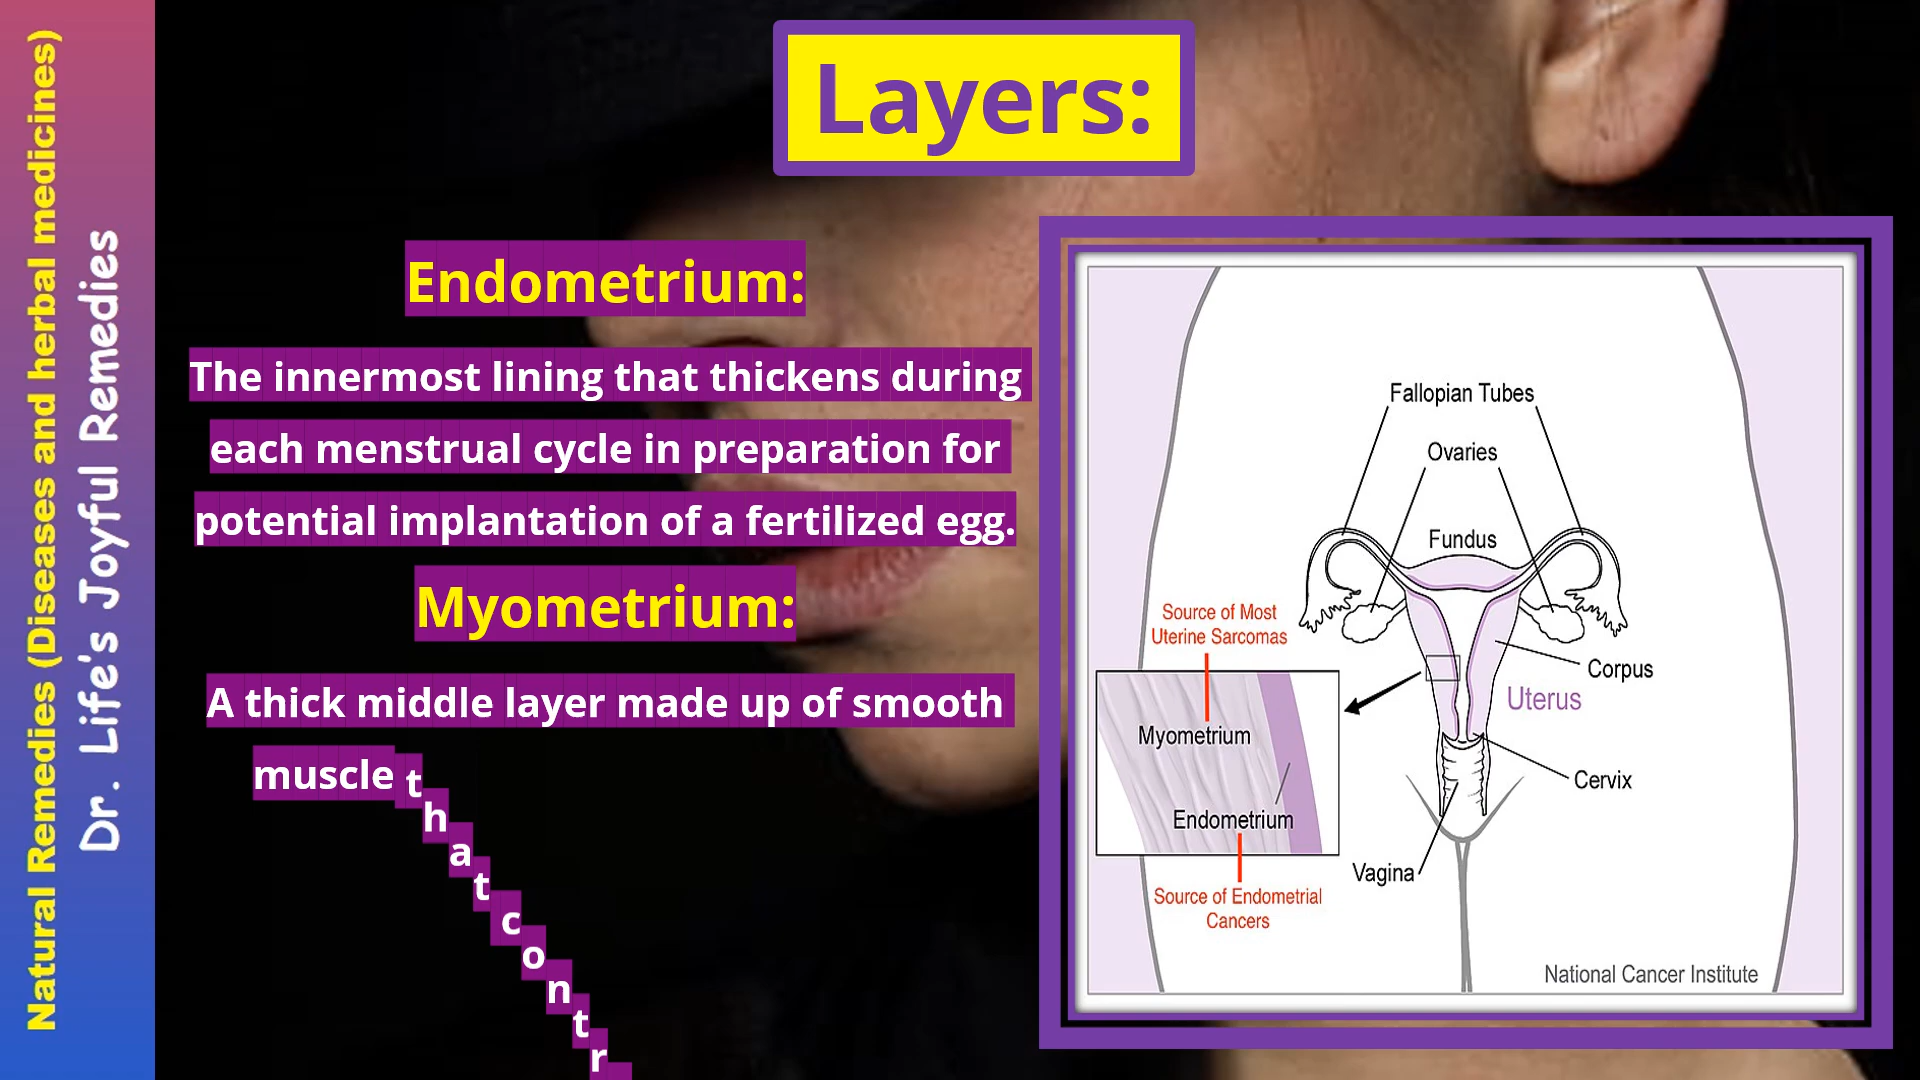 Natural Remedies (Diseases and herbal medicines)
Dr. Life's Joyful Remedies
Layers:
Endometrium:
The innermost lining that thickens during
each menstrual cycle in preparation for
potential implantation of a fertilized egg.
Myometrium:
A thick middle layer made up of smooth
muscle that contr
Fallopian Tubes
Ovaries
Fundus
Source of Most
Uterine Sarcomas
Corpus
Uterus
Myometrium
Cervix
Endometrium
Vagina
Source of Endometrial
Cancers
National Cancer Institute